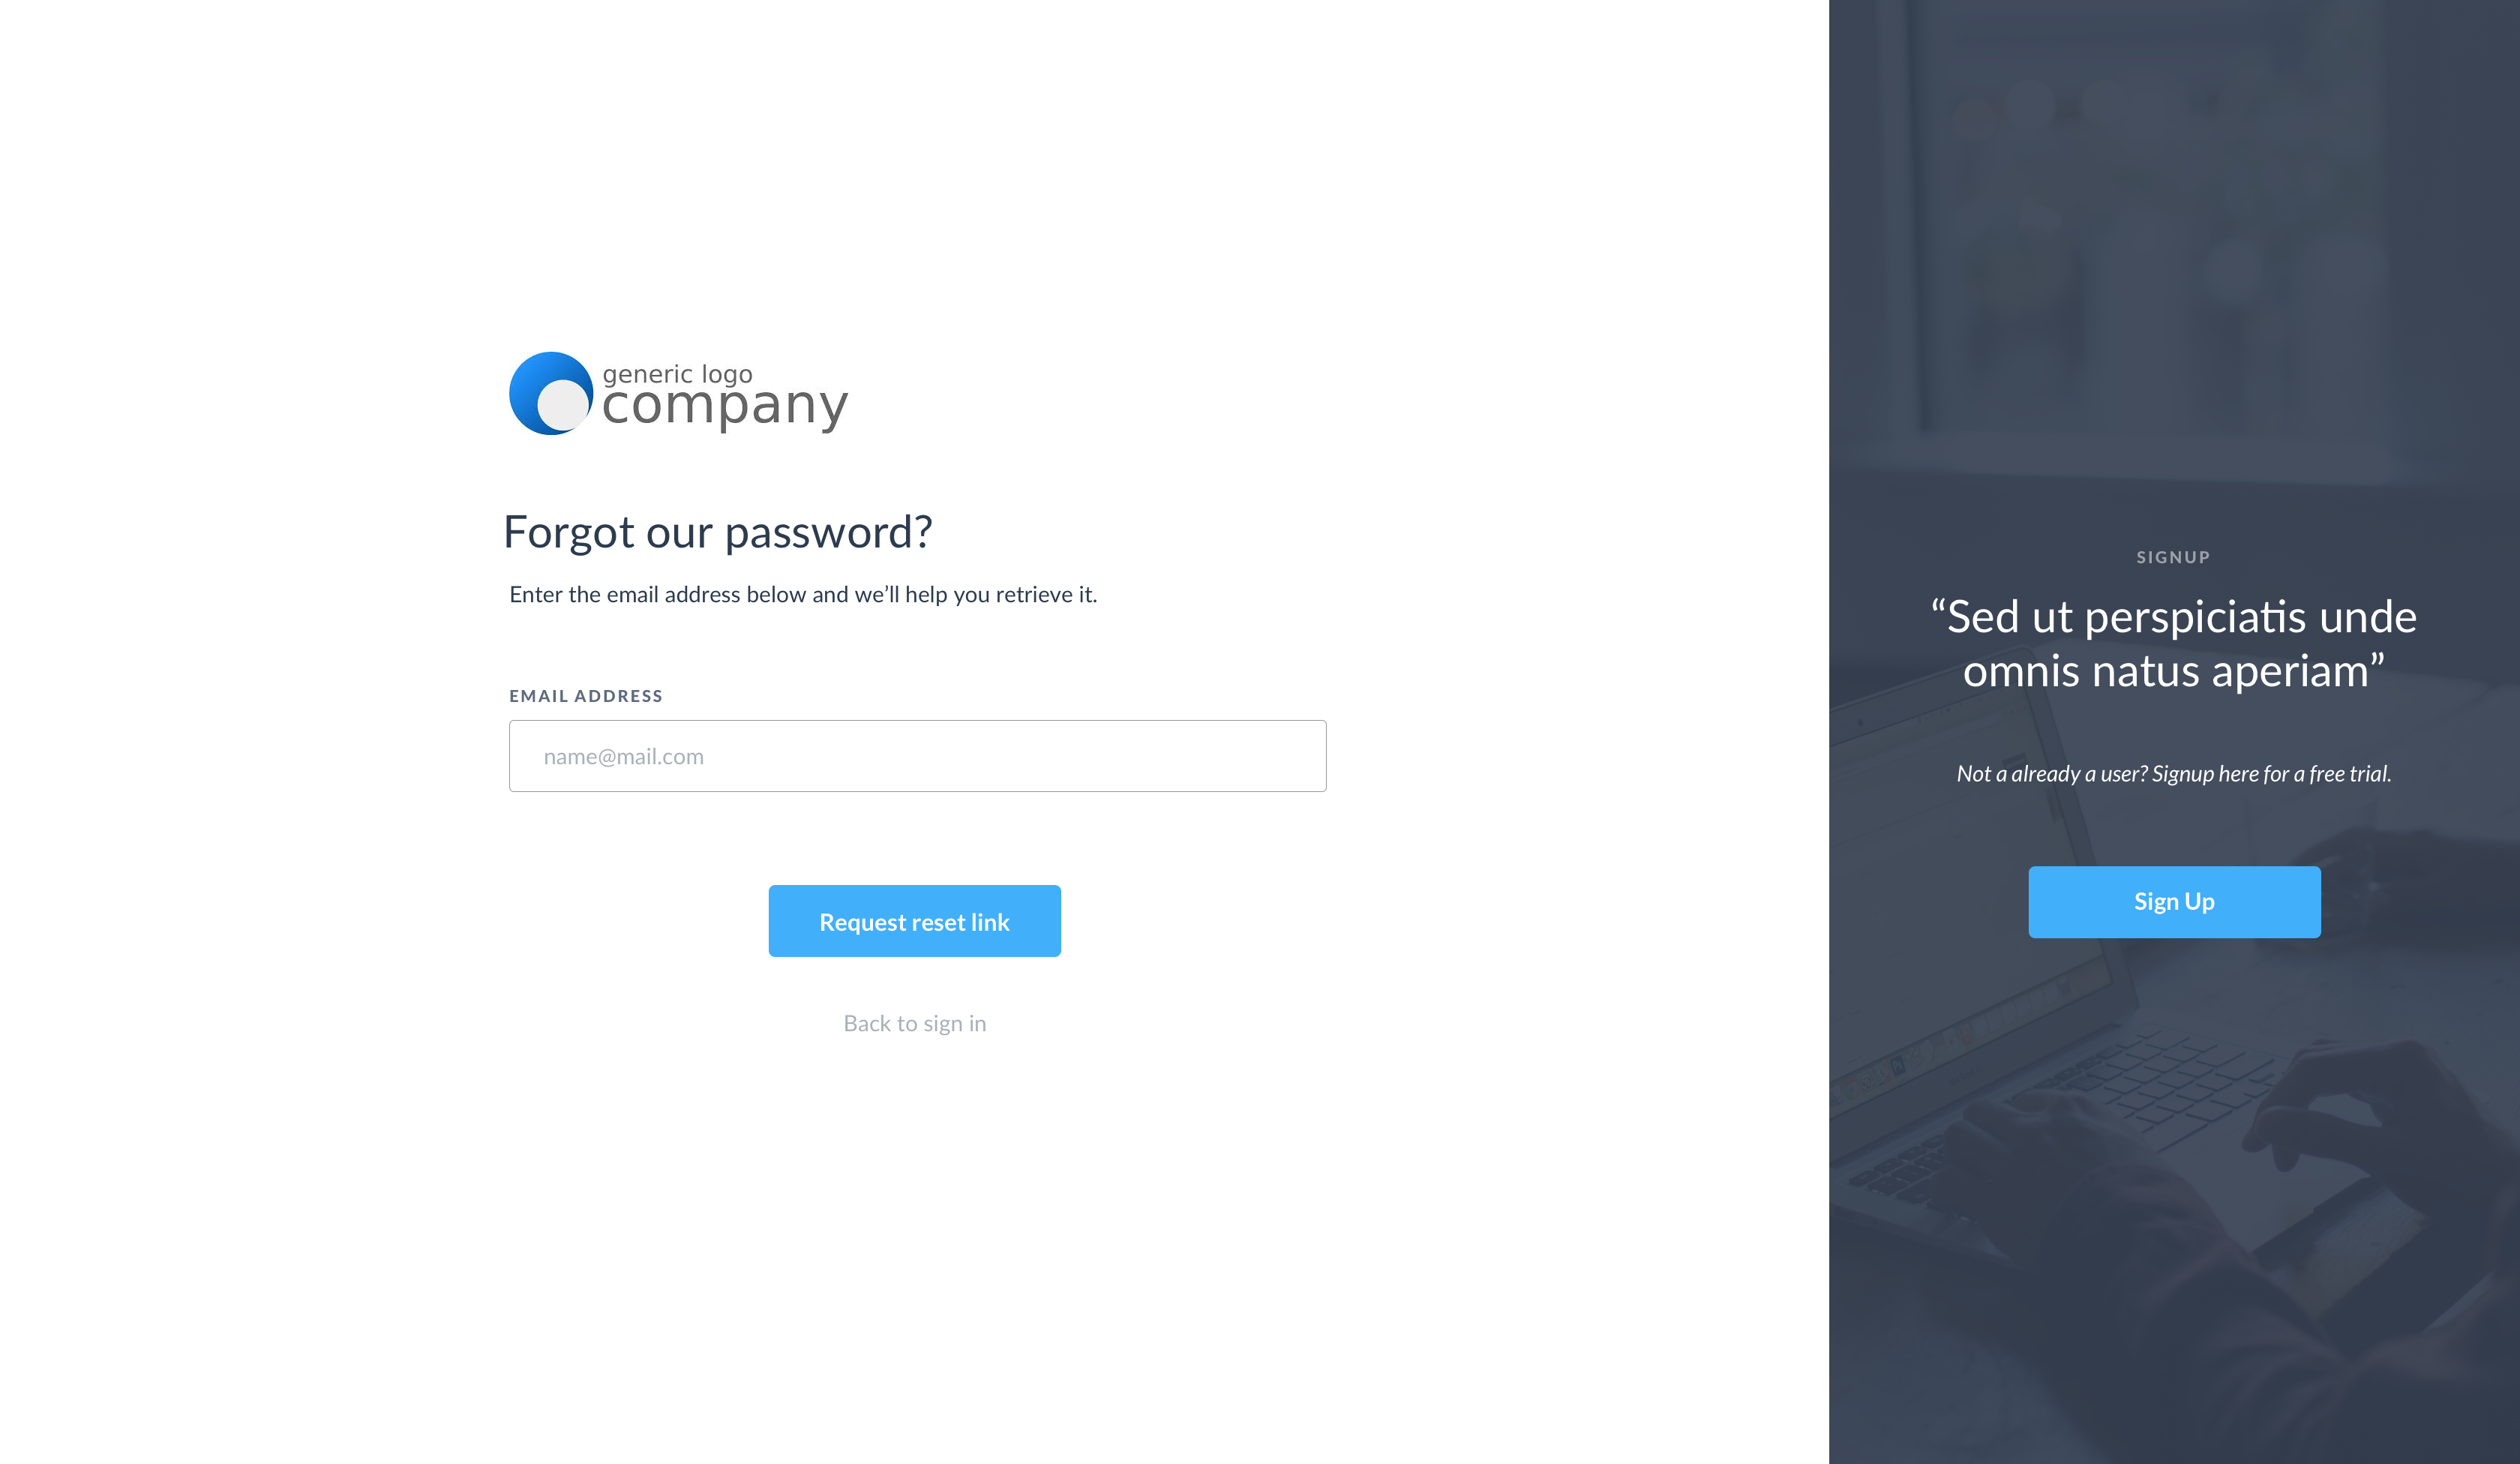 generic logo
company
Forgot our password?
Enter the email address below and we’ll help you retrieve it.
EMAIL ADDRESS
name@mail.com
Request reset link
Back to sign in
SIGNUP
“Sed ut perspiciatis unde
omnis natus aperiam”
Not a already a user? Signup here for a free trial.
Sign Up